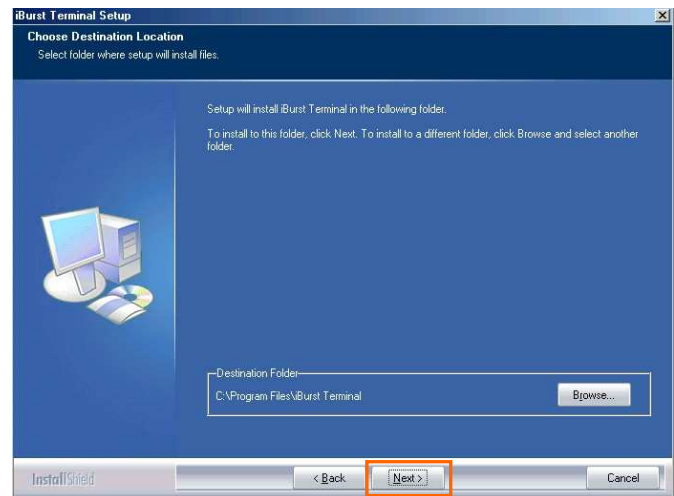 iBurst Terminal Setup
Choose Destination Location
Select folder where setup will install files.
Setup will install iBurst Terminal in the following folder.
To install to this folder, click Next. To install to a different folder, click Browse and select another
folder.
Destination Folder
C:\Program Files\iBurst Terminal
Browse...
InstallShield
< Back
Next >
Cancel